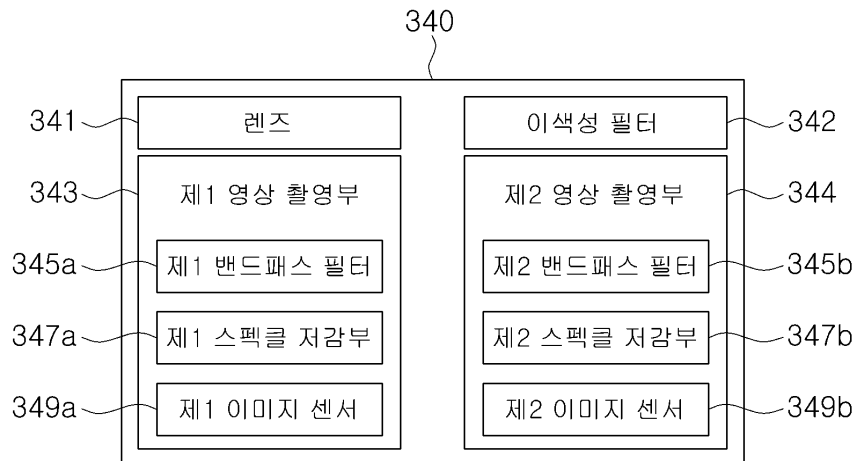 340
341 렌즈 이색성 필터 342
343 제1 영상 촬영부 제2 영상 촬영부 344
345a 제1 밴드패스 필터 제2 밴드패스 필터 345b
347a 제1 스펙클 저감부 제2 스펙클 저감부 347b
349a 제1 이미지 센서 제2 이미지 센서 349b